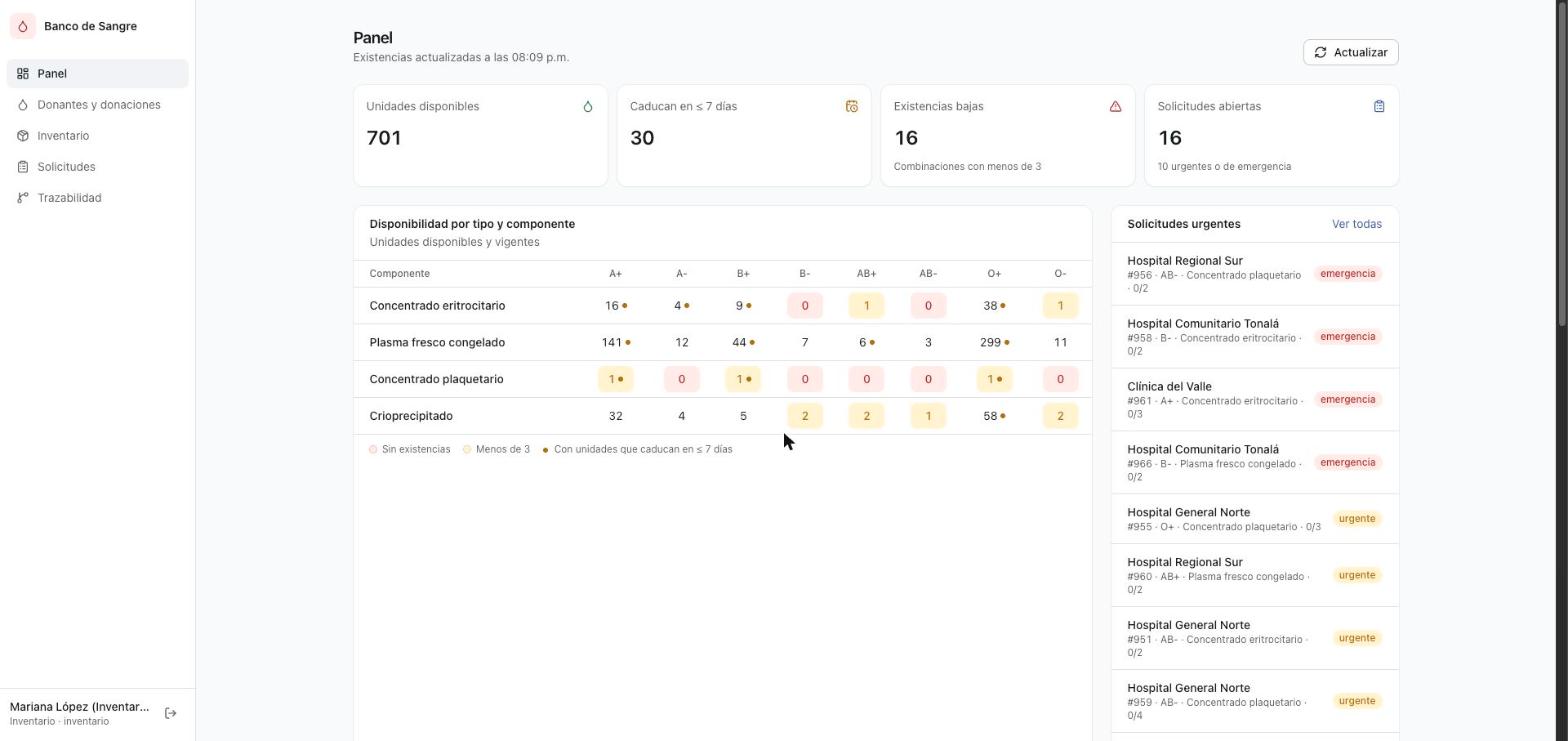 Banco de Sangre
Panel
Donantes y donaciones
Inventario
Solicitudes
Trazabilidad
Mariana López (Inventar...
Inventario · inventario
Panel
Existencias actualizadas a las 08:09 p.m.
Actualizar
Unidades disponibles
701
Caducan en ≤ 7 días
30
Existencias bajas
16
Combinaciones con menos de 3
Solicitudes abiertas
16
10 urgentes o de emergencia
Disponibilidad por tipo y componente
Unidades disponibles y vigentes
Componente A+ A- B+ B- AB+ AB- O+ O-
Concentrado eritrocitario 16 4 9 0 1 0 38 1
Plasma fresco congelado 141 12 44 7 6 3 299 11
Concentrado plaquetario 1 0 1 0 0 0 1 0
Crioprecipitado 32 4 5 2 2 1 58 2
Sin existencias Menos de 3 Con unidades que caducan en ≤ 7 días
Solicitudes urgentes Ver todas
Hospital Regional Sur
#956 · AB- · Concentrado plaquetario
· 0/2
emergencia
Hospital Comunitario Tonalá
#958 · B- · Concentrado eritrocitario ·
0/2
emergencia
Clínica del Valle
#961 · A+ · Concentrado eritrocitario ·
0/3
emergencia
Hospital Comunitario Tonalá
#966 · B- · Plasma fresco congelado ·
0/2
emergencia
Hospital General Norte
#955 · O+ · Concentrado plaquetario · 0/3
urgente
Hospital Regional Sur
#960 · AB+ · Plasma fresco congelado ·
0/2
urgente
Hospital General Norte
#951 · AB- · Concentrado eritrocitario ·
0/2
urgente
Hospital General Norte
#959 · AB- · Concentrado plaquetario ·
0/4
urgente